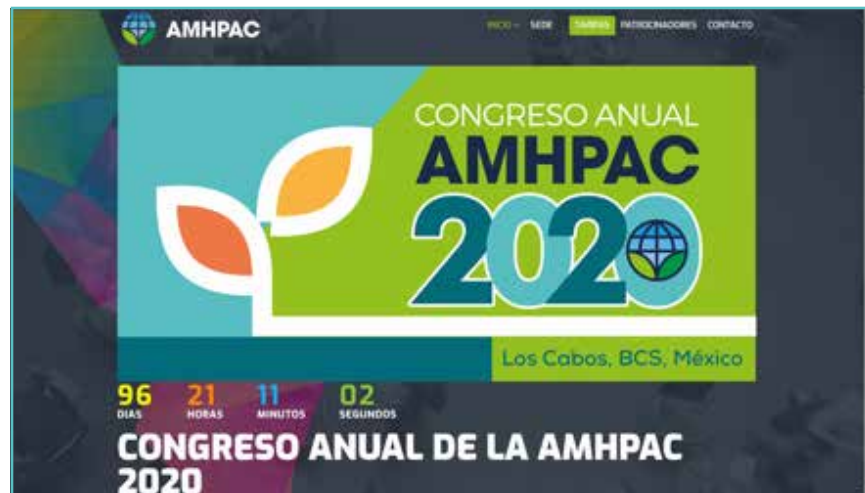 AMHPAC
INICIO SEDE TARIFAS PATROCINADORES CONTACTO
CONGRESO ANUAL
AMHPAC
2020
Los Cabos, BCS, México
96 21 11 02
DIAS HORAS MINUTOS SEGUNDOS
CONGRESO ANUAL DE LA AMHPAC
2020